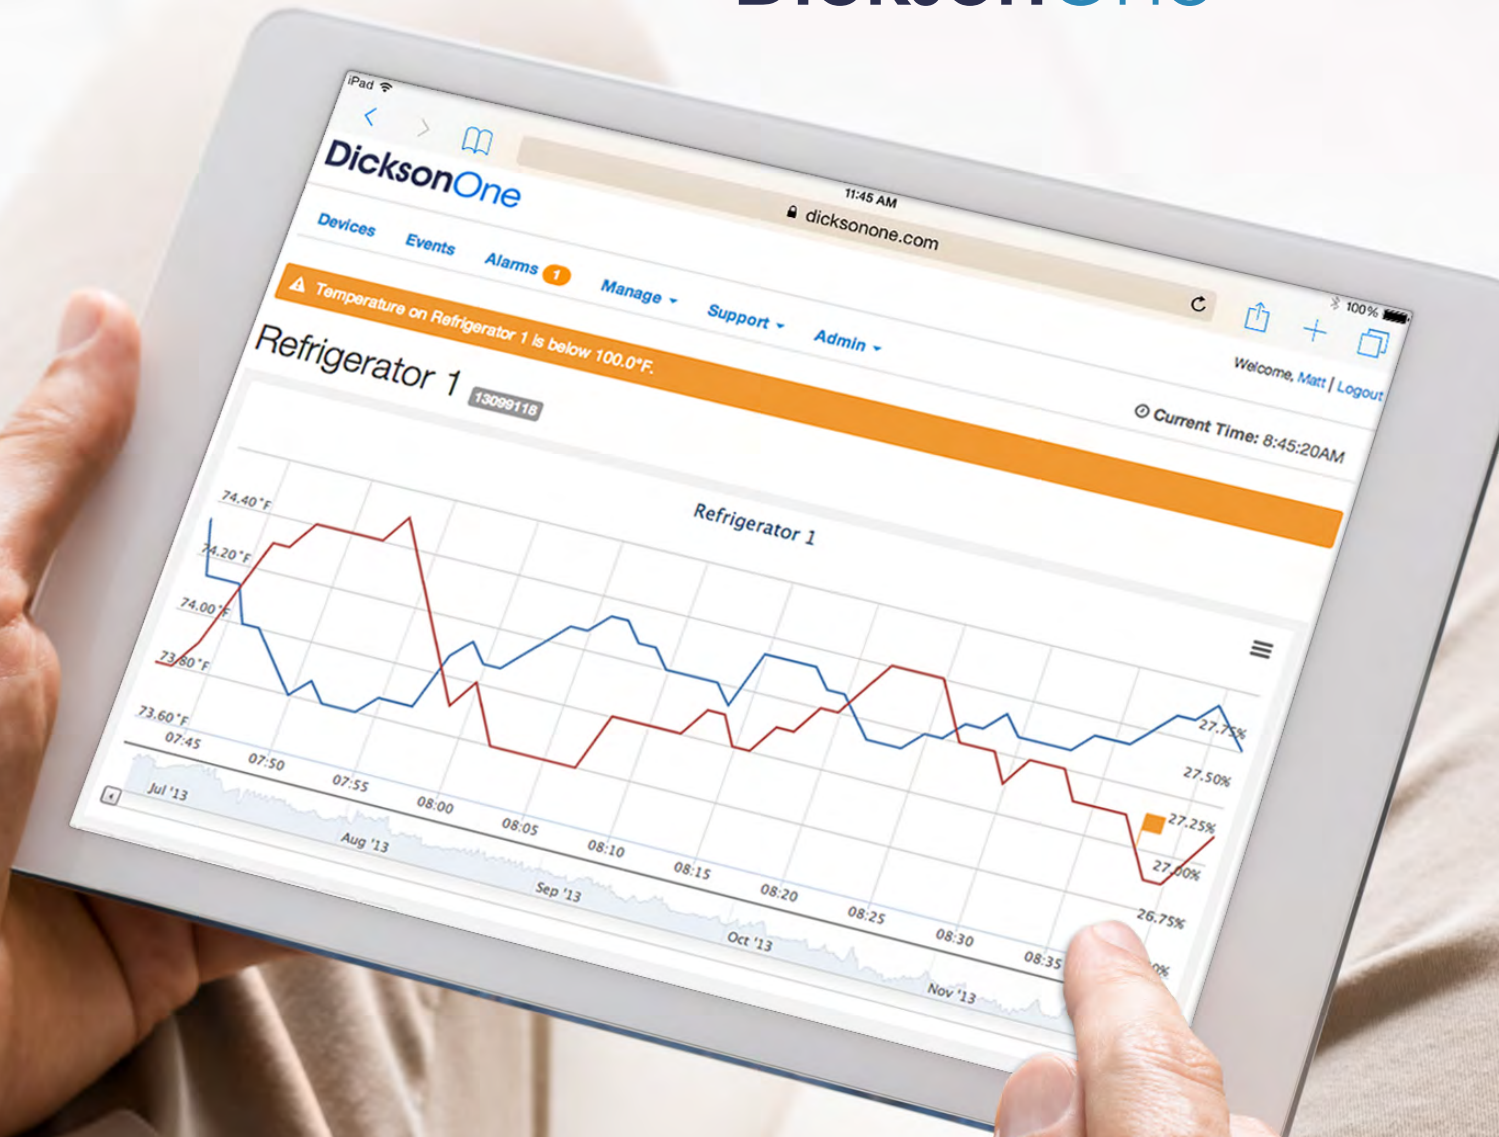 DicksonOne
iPad
11:45 AM
100%
dicksonone.com
DicksonOne
Devices Events Alarms 1 Manage Support Admin
Welcome, Matt | Logout
Temperature on Refrigerator 1 is below 100.0°F.
Current Time: 8:45:20AM
Refrigerator 1 13099118
Refrigerator 1
74.40°F
74.20°F
74.00°F
73.80°F
73.60°F
27.75%
27.50%
27.25%
27.00%
26.75%
0%
07:45 07:50 07:55 08:00 08:05 08:10 08:15 08:20 08:25 08:30 08:35
Jul '13 Aug '13 Sep '13 Oct '13 Nov '13